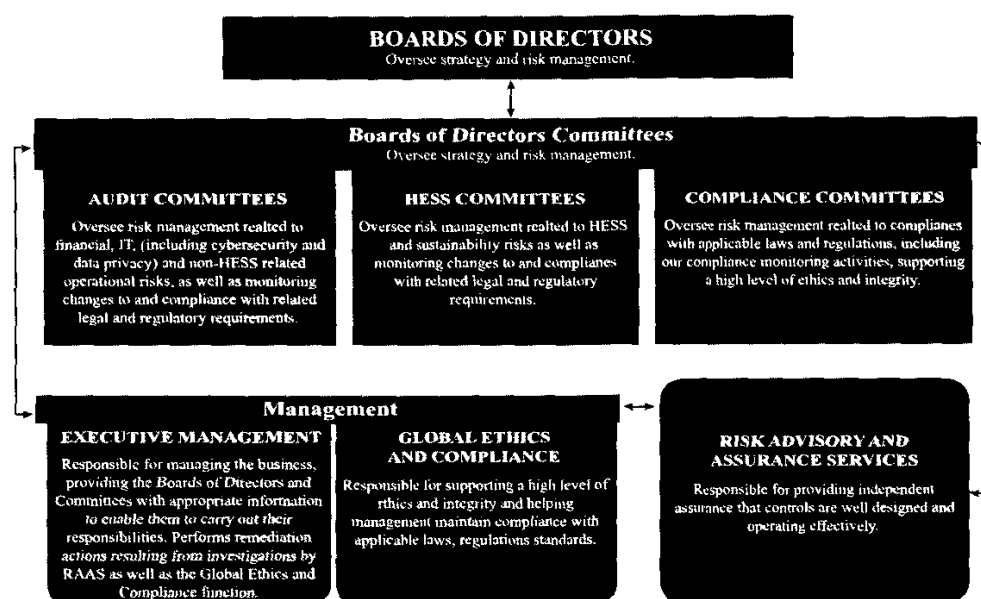 BOARDS OF DIRECTORS
Oversee strategy and risk management.
Boards of Directors Committees
Oversee strategy and risk management.
AUDIT COMMITTEES
Oversee risk management realted to
financial, IT, (including cybersecurity and
data privacy) and non-HESS related
operational risks, as well as monitoring
changes to and compliance with related
legal and regulatory requirements.
HESS COMMITTEES
Oversee risk management realted to HESS
and sustainability risks as well as
monitoring changes to and complianes
with related legal and regulatory
requirements.
COMPLIANCE COMMITTEES
Oversee risk management realted to complianes
with applicable laws and regulations, including
our compliance monitoring activities, supporting
a high level of ethics and integrity.
Management
EXECUTIVE MANAGEMENT
Responsible for managing the business,
providing the Boards of Directors and
Committees with appropriate information
to enable them to carry out their
responsibilities. Performs remediation
actions resulting from investigations by
RAAS as well as the Global Ethics and
Compliance function.
GLOBAL ETHICS
AND COMPLIANCE
Responsible for supporting a high level of
rthics and integrity and helping
management maintain compliance with
applicable laws, regulations standards.
RISK ADVISORY AND
ASSURANCE SERVICES
Responsible for providing independent
assurance that controls are well designed and
operating effectively.